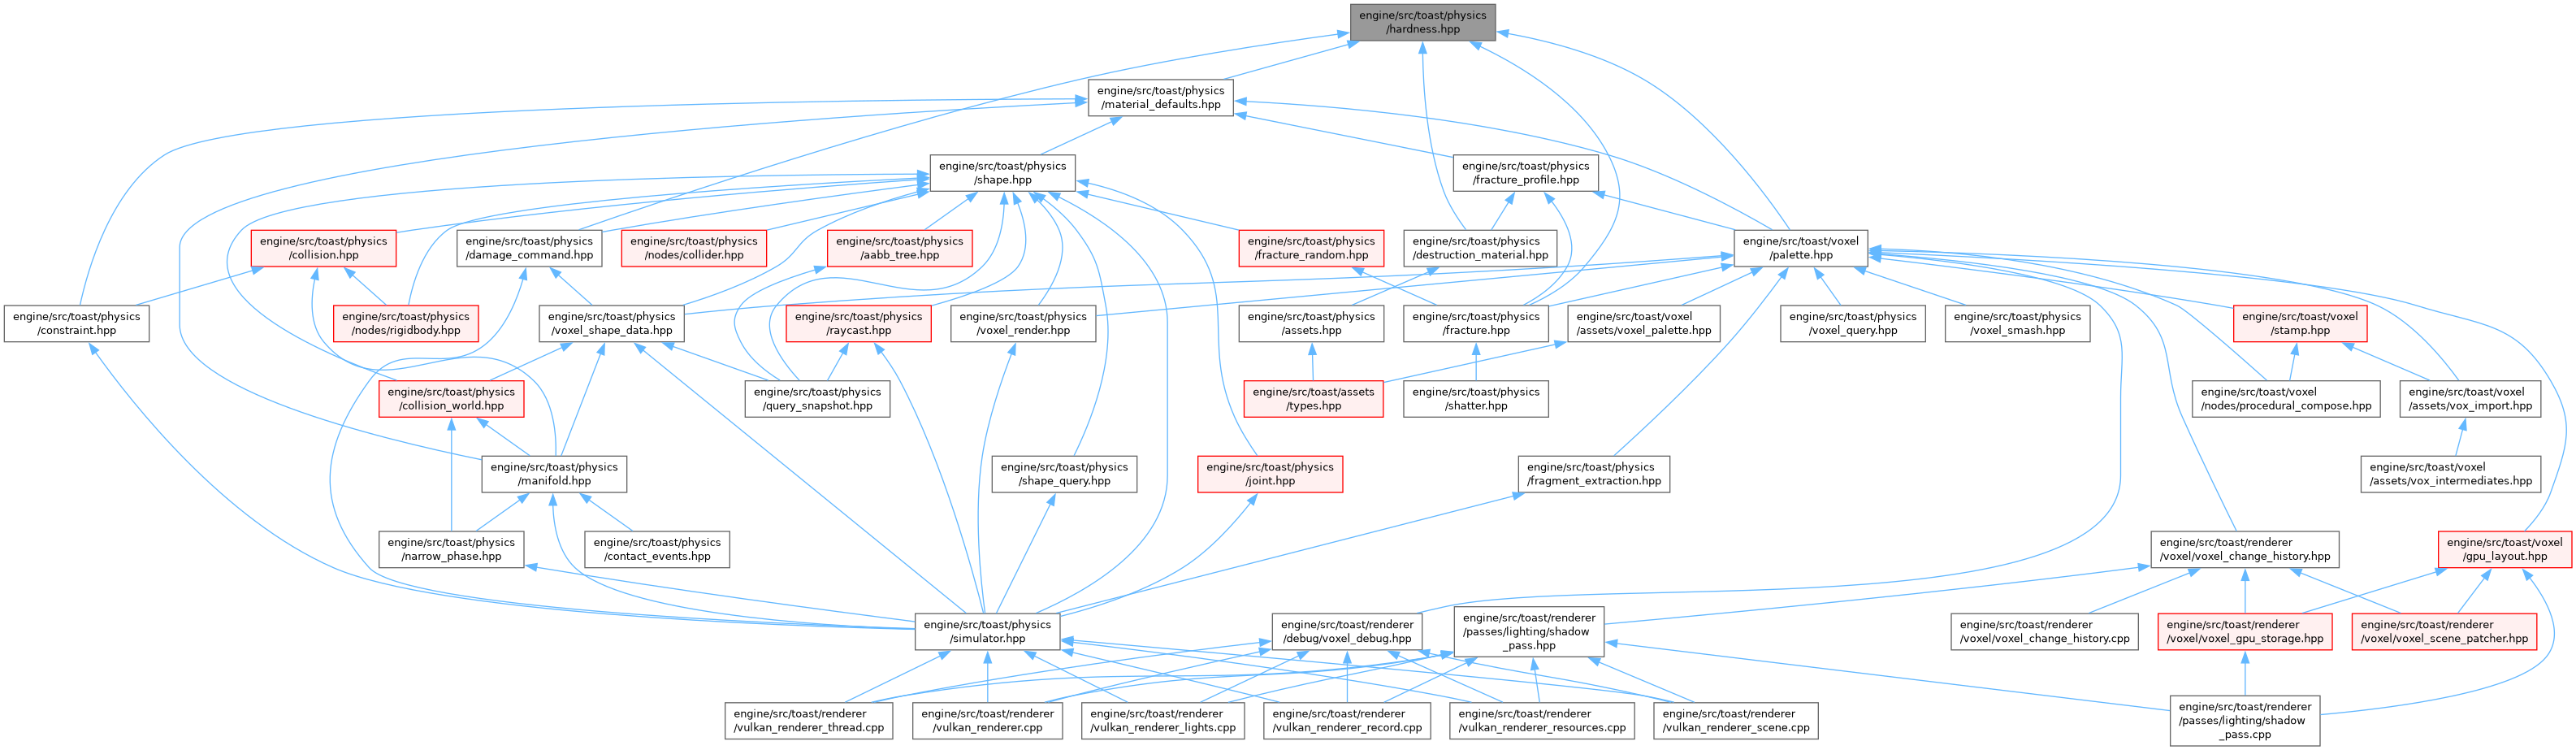 engine/src/toast/physics
/hardness.hpp
engine/src/toast/physics
/material_defaults.hpp
engine/src/toast/physics
/shape.hpp
engine/src/toast/physics
/fracture_profile.hpp
engine/src/toast/physics
/collision.hpp
engine/src/toast/physics
/damage_command.hpp
engine/src/toast/physics
/nodes/collider.hpp
engine/src/toast/physics
/aabb_tree.hpp
engine/src/toast/physics
/fracture_random.hpp
engine/src/toast/physics
/destruction_material.hpp
engine/src/toast/voxel
/palette.hpp
engine/src/toast/physics
/constraint.hpp
engine/src/toast/physics
/nodes/rigidbody.hpp
engine/src/toast/physics
/voxel_shape_data.hpp
engine/src/toast/physics
/raycast.hpp
engine/src/toast/physics
/voxel_render.hpp
engine/src/toast/physics
/assets.hpp
engine/src/toast/physics
/fracture.hpp
engine/src/toast/voxel
/assets/voxel_palette.hpp
engine/src/toast/physics
/voxel_query.hpp
engine/src/toast/physics
/voxel_smash.hpp
engine/src/toast/voxel
/stamp.hpp
engine/src/toast/physics
/collision_world.hpp
engine/src/toast/physics
/query_snapshot.hpp
engine/src/toast/assets
/types.hpp
engine/src/toast/physics
/shatter.hpp
engine/src/toast/voxel
/nodes/procedural_compose.hpp
engine/src/toast/voxel
/assets/vox_import.hpp
engine/src/toast/physics
/manifold.hpp
engine/src/toast/physics
/shape_query.hpp
engine/src/toast/physics
/joint.hpp
engine/src/toast/physics
/fragment_extraction.hpp
engine/src/toast/voxel
/assets/vox_intermediates.hpp
engine/src/toast/physics
/narrow_phase.hpp
engine/src/toast/physics
/contact_events.hpp
engine/src/toast/renderer
/voxel/voxel_change_history.hpp
engine/src/toast/voxel
/gpu_layout.hpp
engine/src/toast/physics
/simulator.hpp
engine/src/toast/renderer
/debug/voxel_debug.hpp
engine/src/toast/renderer
/passes/lighting/shadow
_pass.hpp
engine/src/toast/renderer
/voxel/voxel_change_history.cpp
engine/src/toast/renderer
/voxel/voxel_gpu_storage.hpp
engine/src/toast/renderer
/voxel/voxel_scene_patcher.hpp
engine/src/toast/renderer
/vulkan_renderer_thread.cpp
engine/src/toast/renderer
/vulkan_renderer.cpp
engine/src/toast/renderer
/vulkan_renderer_lights.cpp
engine/src/toast/renderer
/vulkan_renderer_record.cpp
engine/src/toast/renderer
/vulkan_renderer_resources.cpp
engine/src/toast/renderer
/vulkan_renderer_scene.cpp
engine/src/toast/renderer
/passes/lighting/shadow
_pass.cpp